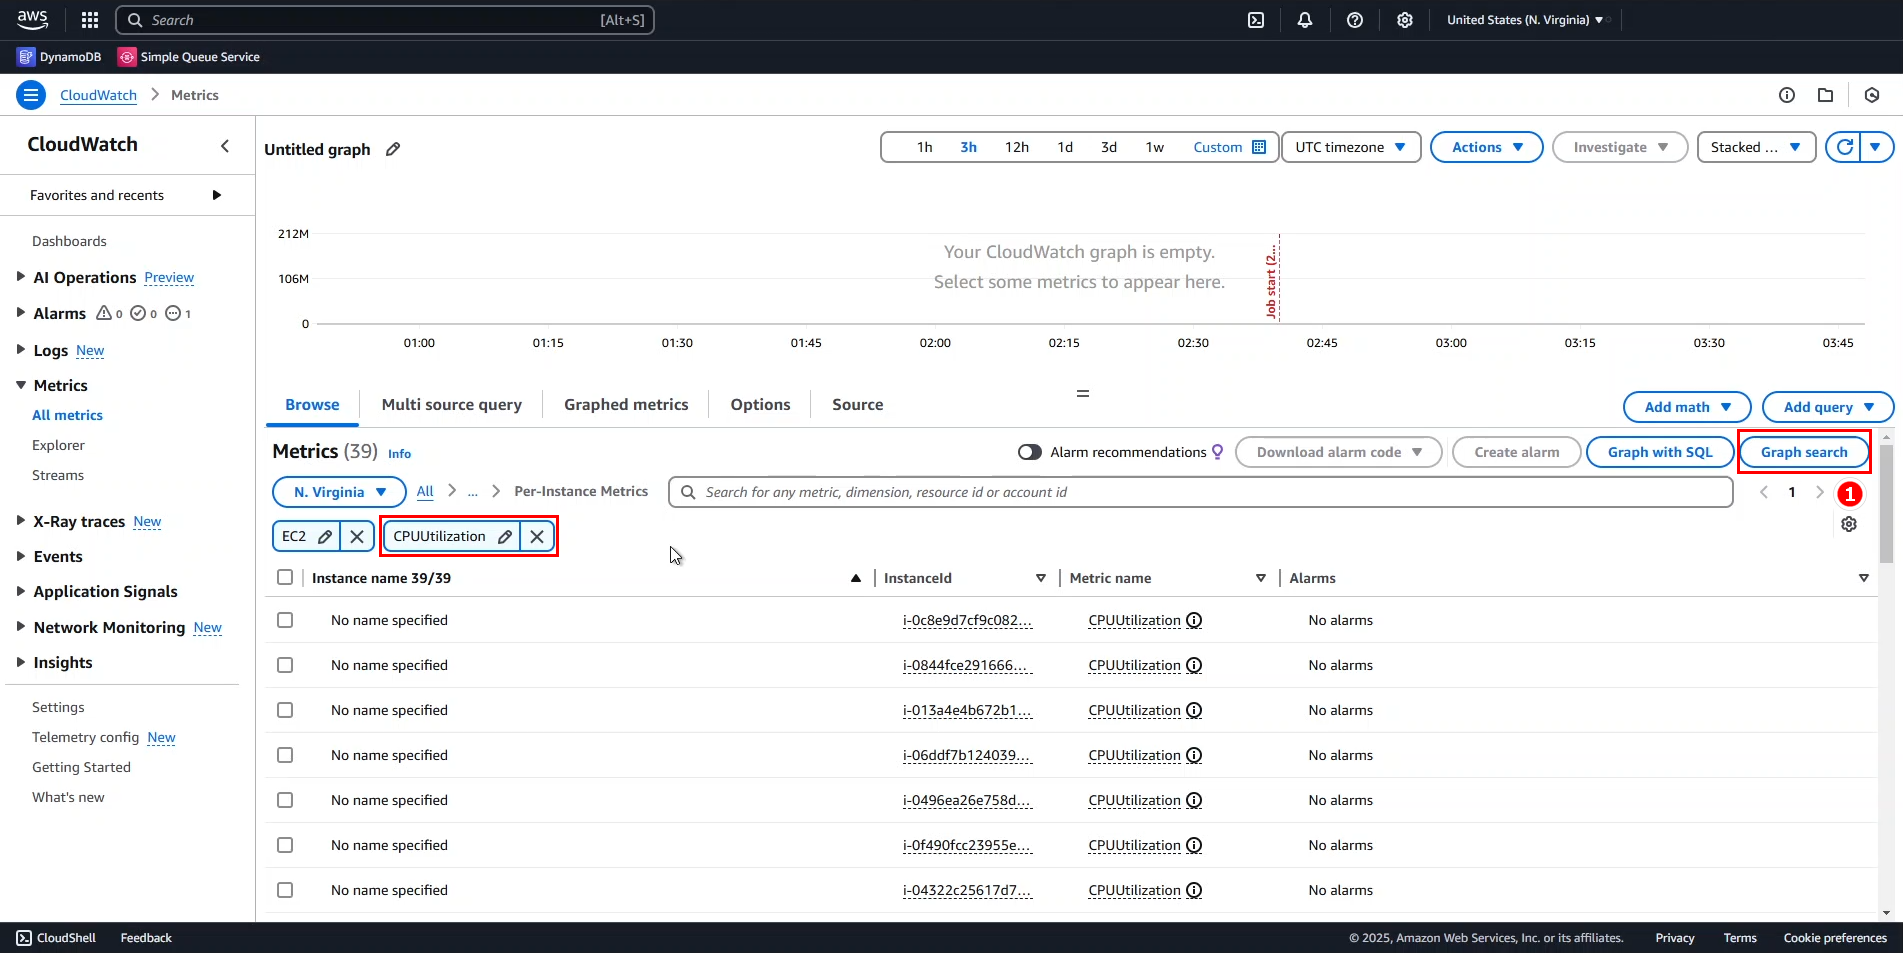 aws
Search
[Alt+S]
United States (N. Virginia)
DynamoDB
Simple Queue Service
CloudWatch
Metrics
CloudWatch
Favorites and recents
Dashboards
AI Operations Preview
Alarms 0 0 1
Logs New
Metrics
All metrics
Explorer
Streams
X-Ray traces New
Events
Application Signals
Network Monitoring New
Insights
Settings
Telemetry config New
Getting Started
What's new
Untitled graph
1h 3h 12h 1d 3d 1w Custom
UTC timezone
Actions
Investigate
Stacked ...
212M
106M
0
Your CloudWatch graph is empty.
Select some metrics to appear here.
Job start (2...
01:00 01:15 01:30 01:45 02:00 02:15 02:30 02:45 03:00 03:15 03:30 03:45
Browse
Multi source query
Graphed metrics
Options
Source
Add math
Add query
Metrics (39) Info
Alarm recommendations
Download alarm code
Create alarm
Graph with SQL
Graph search
N. Virginia
All
...
Per-Instance Metrics
Search for any metric, dimension, resource id or account id
1
1
EC2
CPUUtilization
Instance name 39/39 InstanceId Metric name Alarms
No name specified i-0c8e9d7cf9c082... CPUUtilization No alarms
No name specified i-0844fce291666... CPUUtilization No alarms
No name specified i-013a4e4b672b1... CPUUtilization No alarms
No name specified i-06ddf7b124039... CPUUtilization No alarms
No name specified i-0496ea26e758d... CPUUtilization No alarms
No name specified i-0f490fcc23955e... CPUUtilization No alarms
No name specified i-04322c25617d7... CPUUtilization No alarms
CloudShell
Feedback
© 2025, Amazon Web Services, Inc. or its affiliates.
Privacy
Terms
Cookie preferences